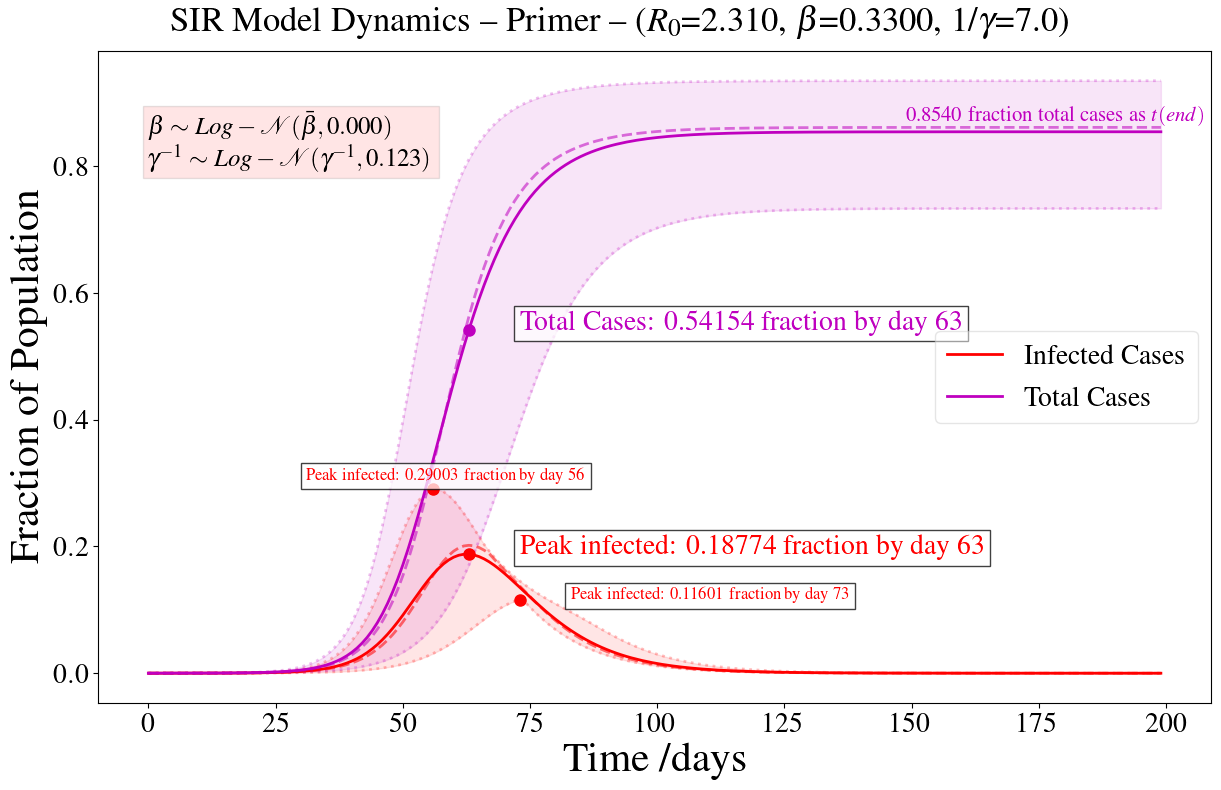 SIR Model Dynamics – Primer – (R₀=2.310, β=0.3300, 1/γ=7.0)
0.8540 fraction total cases as t(end)
β ∼ Log − 𝒩(β̄, 0.000)
γ⁻¹ ∼ Log − 𝒩(γ⁻¹, 0.123)
Fraction of Population
0.8
0.6
0.4
0.2
0.0
Total Cases: 0.54154 fraction by day 63
Infected Cases
Total Cases
Peak infected: 0.29003 fraction by day 56
Peak infected: 0.18774 fraction by day 63
Peak infected: 0.11601 fraction by day 73
0 25 50 75 100 125 150 175 200
Time /days